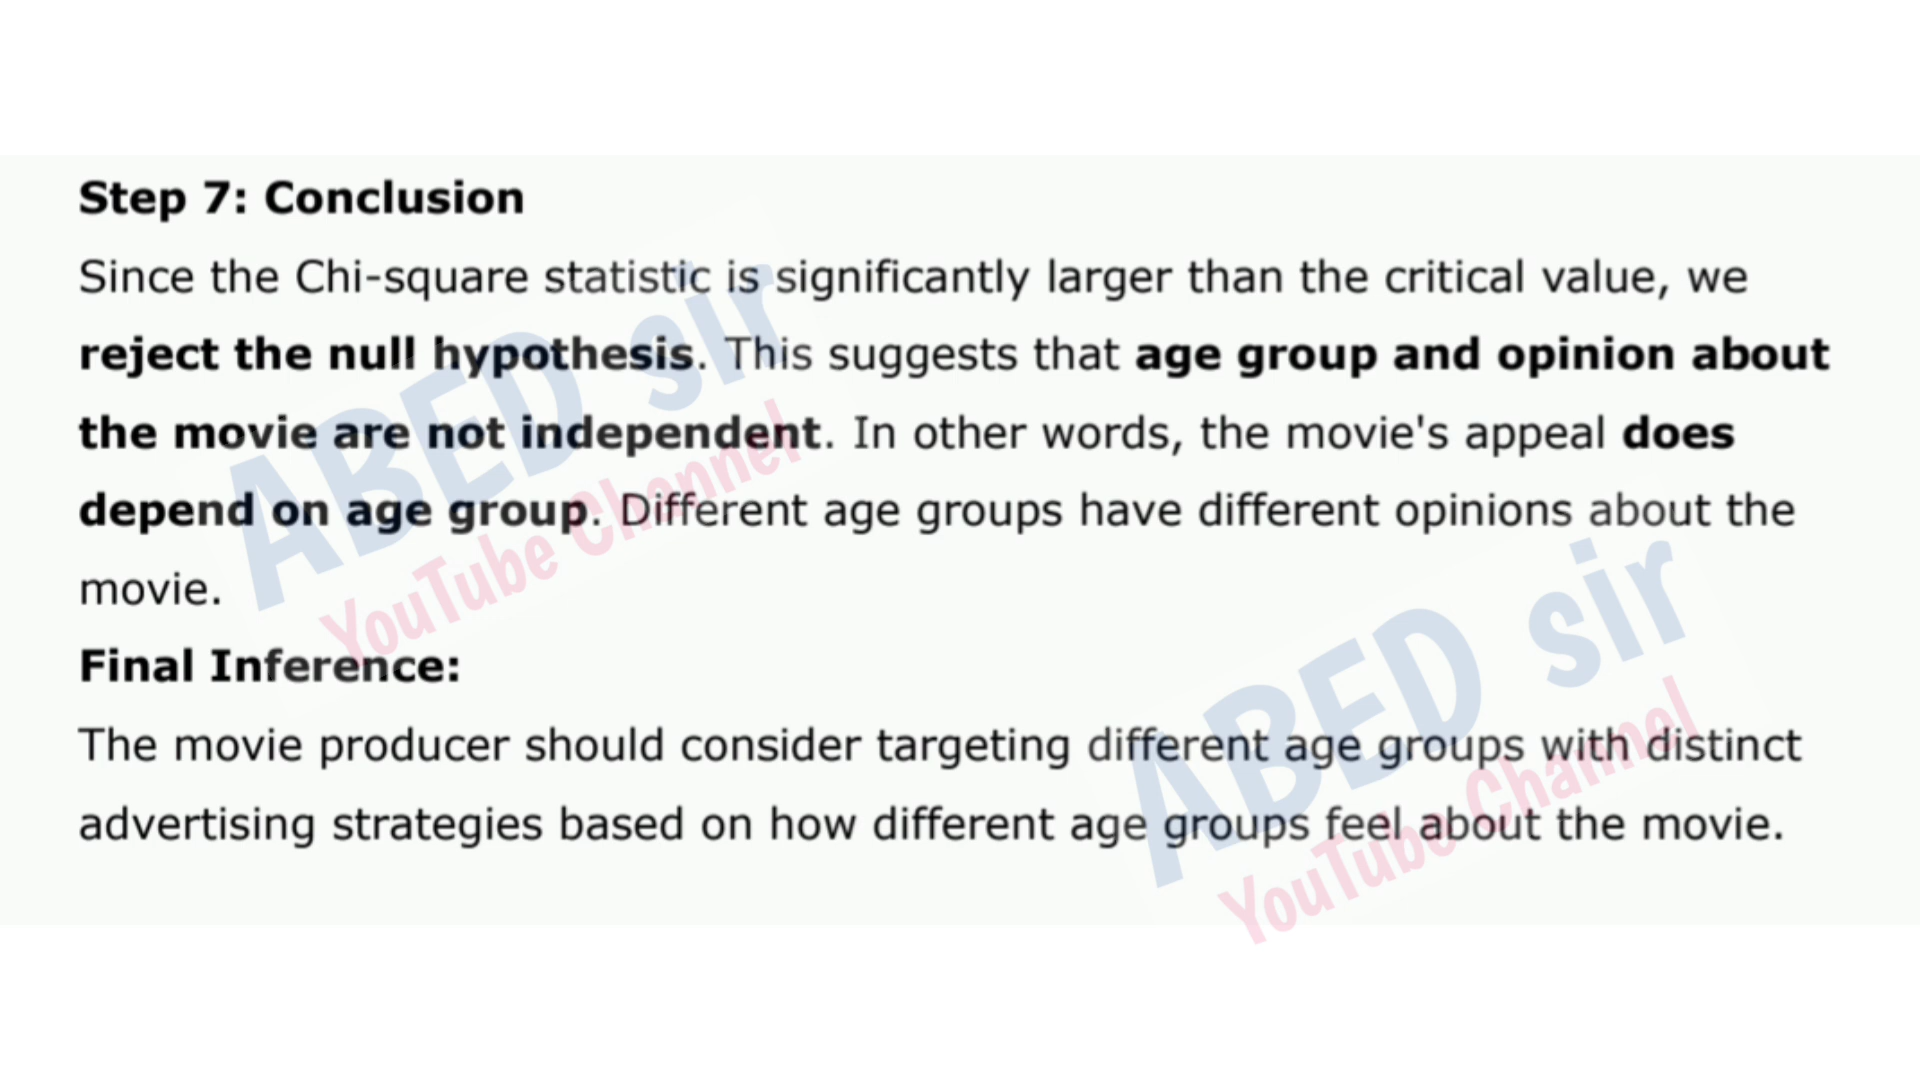 Step 7: Conclusion
Since the Chi-square statistic is significantly larger than the critical value, we
reject the null hypothesis. This suggests that age group and opinion about
the movie are not independent. In other words, the movie's appeal does
depend on age group. Different age groups have different opinions about the
movie.
Final Inference:
The movie producer should consider targeting different age groups with distinct
advertising strategies based on how different age groups feel about the movie.
ABED sir
YouTube Channel
ABED sir
YouTube Channel